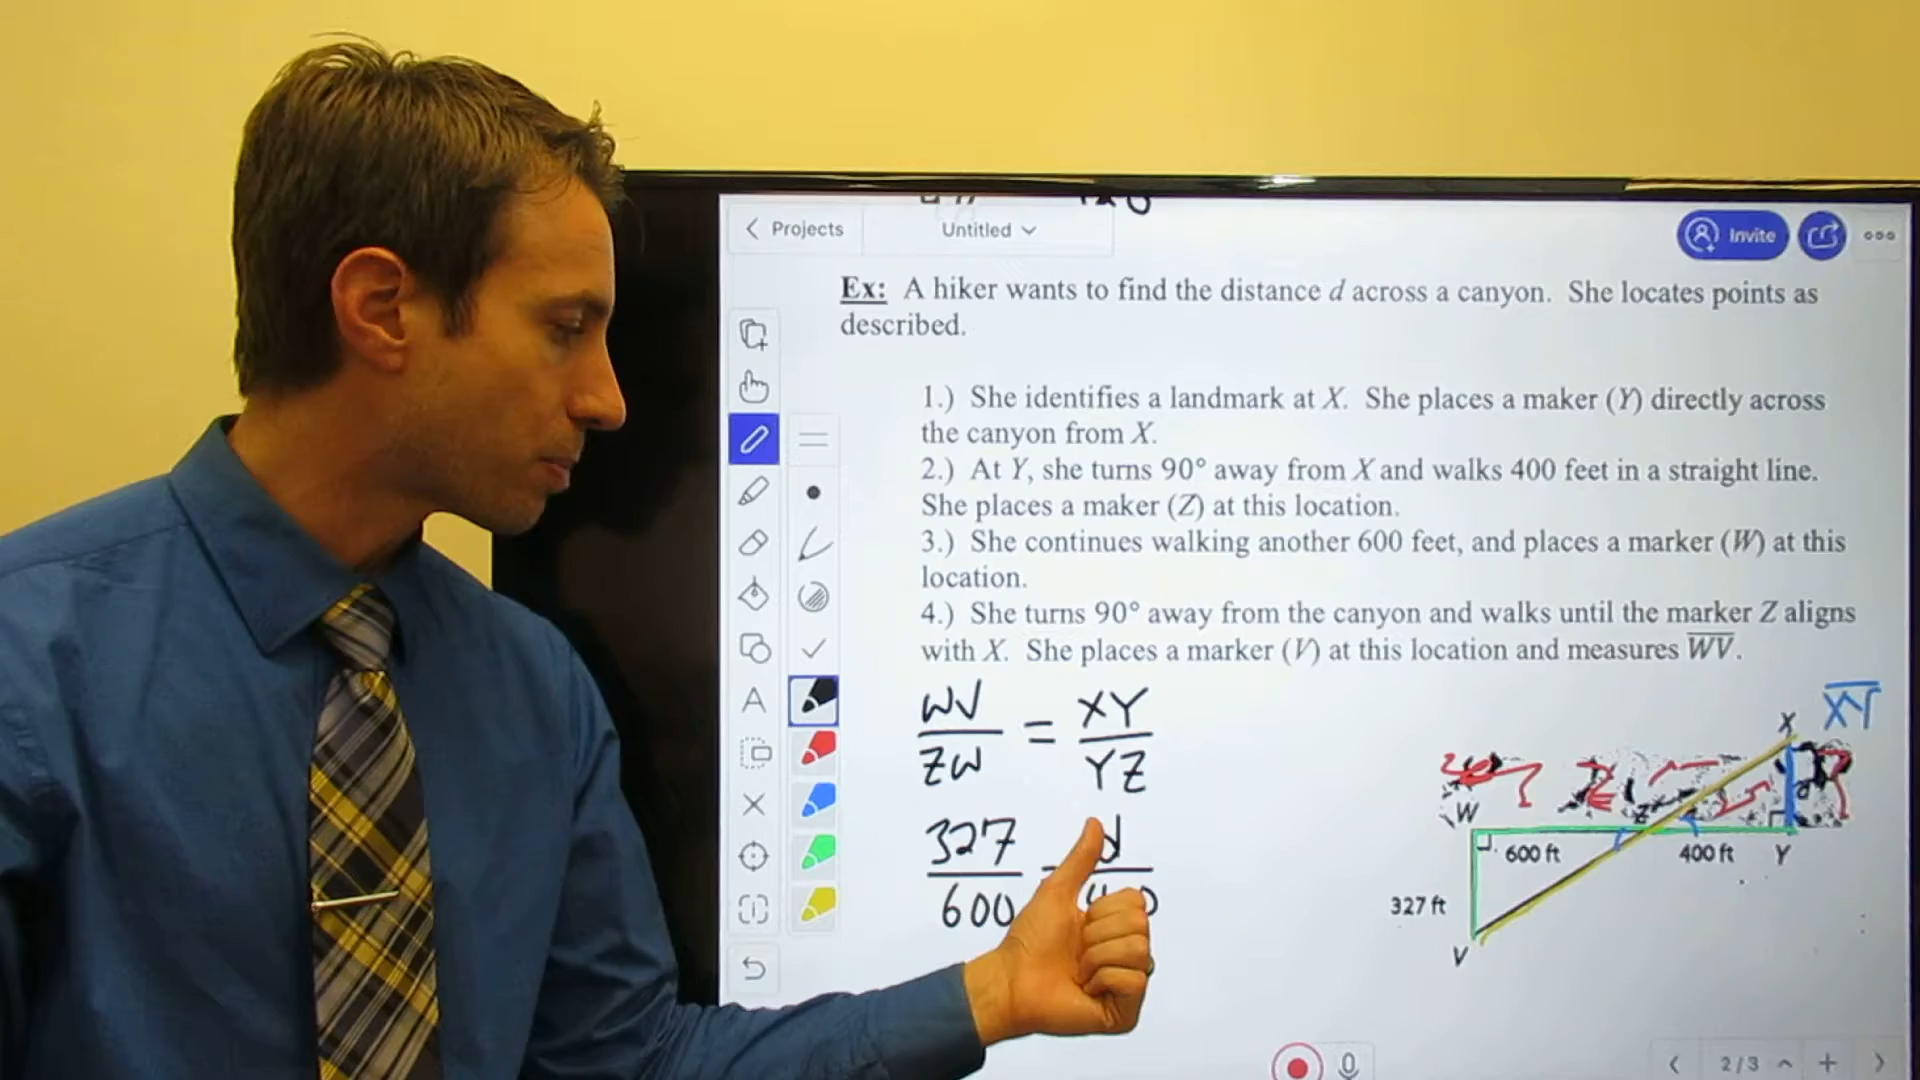 Projects
Untitled
Invite
Ex: A hiker wants to find the distance d across a canyon. She locates points as
described.
1.) She identifies a landmark at X. She places a maker (Y) directly across
the canyon from X.
2.) At Y, she turns 90° away from X and walks 400 feet in a straight line.
She places a maker (Z) at this location.
3.) She continues walking another 600 feet, and places a marker (W) at this
location.
4.) She turns 90° away from the canyon and walks until the marker Z aligns
with X. She places a marker (V) at this location and measures WV.
WV = XY
ZW YZ
327 d
600
XY
X
d
W Z
600 ft 400 ft Y
327 ft
V
A
2/3